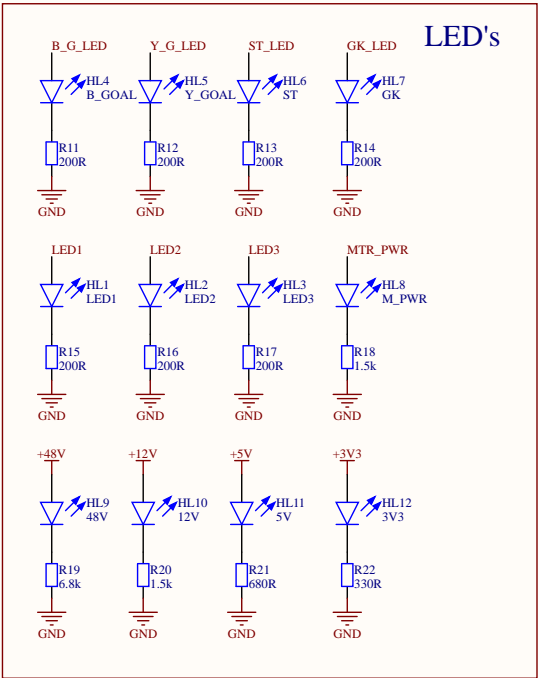 LED's
B_G_LED
Y_G_LED
ST_LED
GK_LED
HL4
B_GOAL
HL5
Y_GOAL
HL6
ST
HL7
GK
R11
200R
R12
200R
R13
200R
R14
200R
GND
GND
GND
GND
LED1
LED2
LED3
MTR_PWR
HL1
LED1
HL2
LED2
HL3
LED3
HL8
M_PWR
R15
200R
R16
200R
R17
200R
R18
1.5k
GND
GND
GND
GND
+48V
+12V
+5V
+3V3
HL9
48V
HL10
12V
HL11
5V
HL12
3V3
R19
6.8k
R20
1.5k
R21
680R
R22
330R
GND
GND
GND
GND